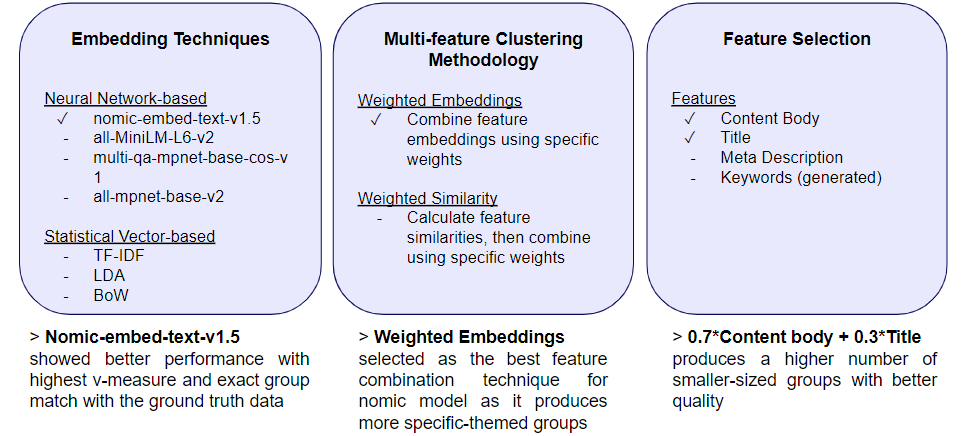 Embedding Techniques
Neural Network-based
✓ nomic-embed-text-v1.5
- all-MiniLM-L6-v2
- multi-qa-mpnet-base-cos-v
1
- all-mpnet-base-v2
Statistical Vector-based
- TF-IDF
- LDA
- BoW
> Nomic-embed-text-v1.5
showed better performance with
highest v-measure and exact group
match with the ground truth data
Multi-feature Clustering
Methodology
Weighted Embeddings
✓ Combine feature
embeddings using specific
weights
Weighted Similarity
- Calculate feature
similarities, then combine
using specific weights
> Weighted Embeddings
selected as the best feature
combination technique for
nomic model as it produces
more specific-themed groups
Feature Selection
Features
✓ Content Body
✓ Title
- Meta Description
- Keywords (generated)
> 0.7*Content body + 0.3*Title
produces a higher number of
smaller-sized groups with better
quality